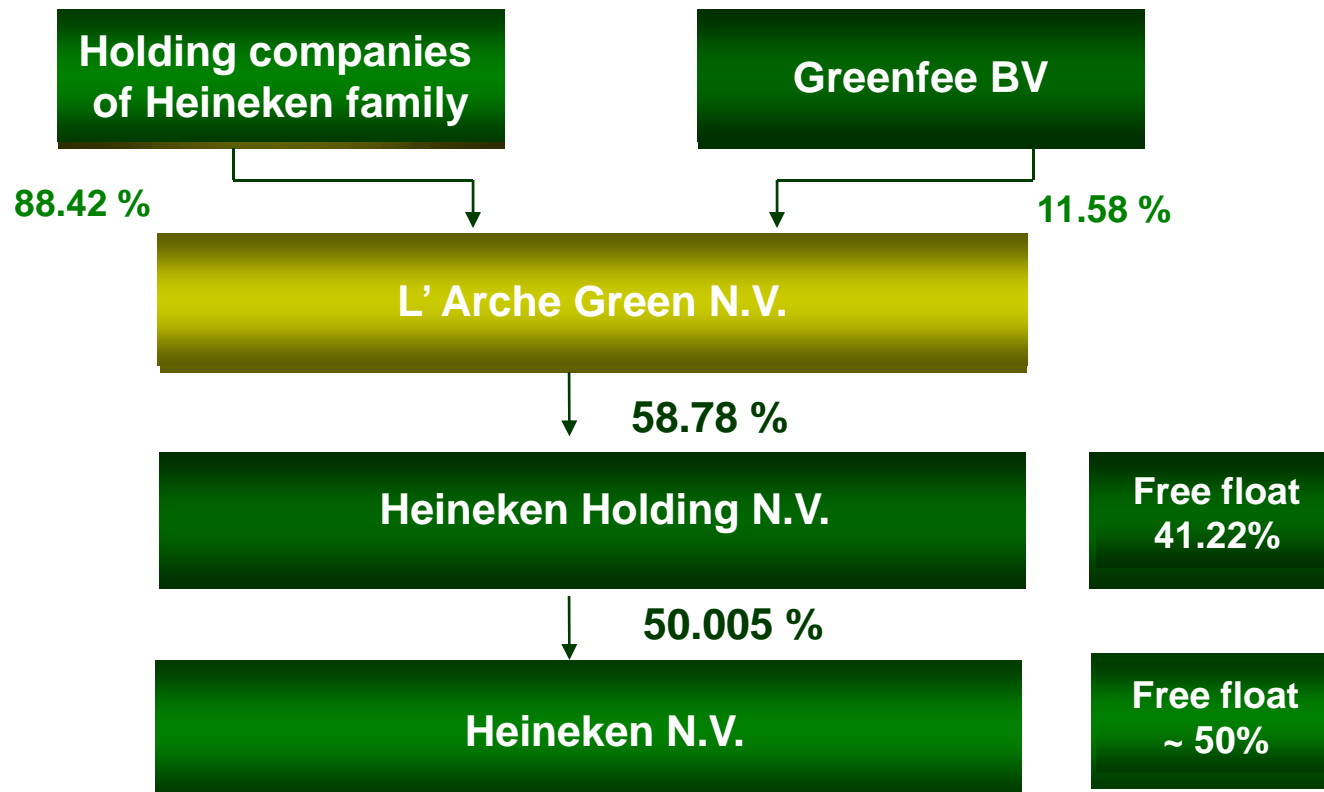 Holding companies
of Heineken family
Greenfee BV
88.42 %
11.58 %
L’ Arche Green N.V.
58.78 %
Heineken Holding N.V.
Free float
41.22%
50.005 %
Heineken N.V.
Free float
~ 50%